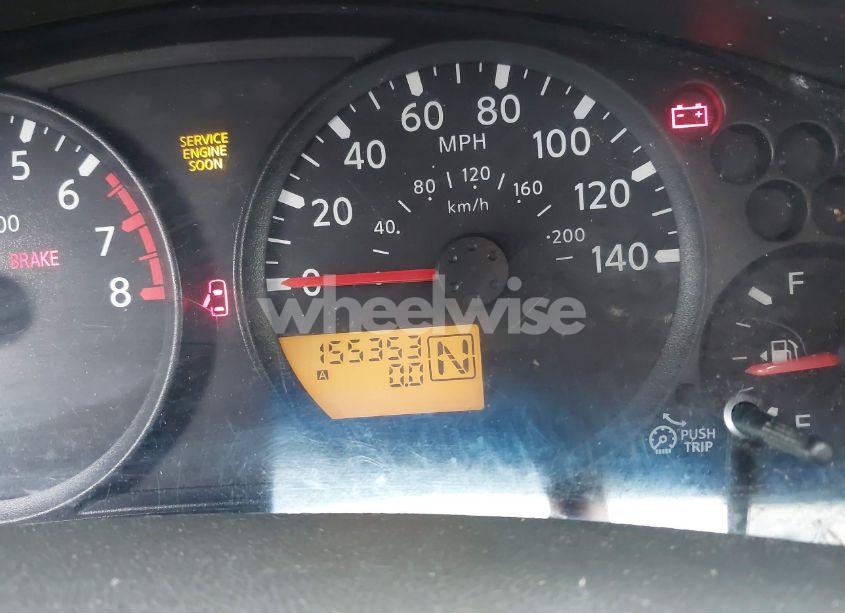 5
6
7
8
00
BRAKE
SERVICE
ENGINE
SOON
0
20
40
60
80
100
120
140
MPH
40
80
120
160
200
km/h
wheelwise
155353
A 0.0
N
F
E
PUSH
TRIP